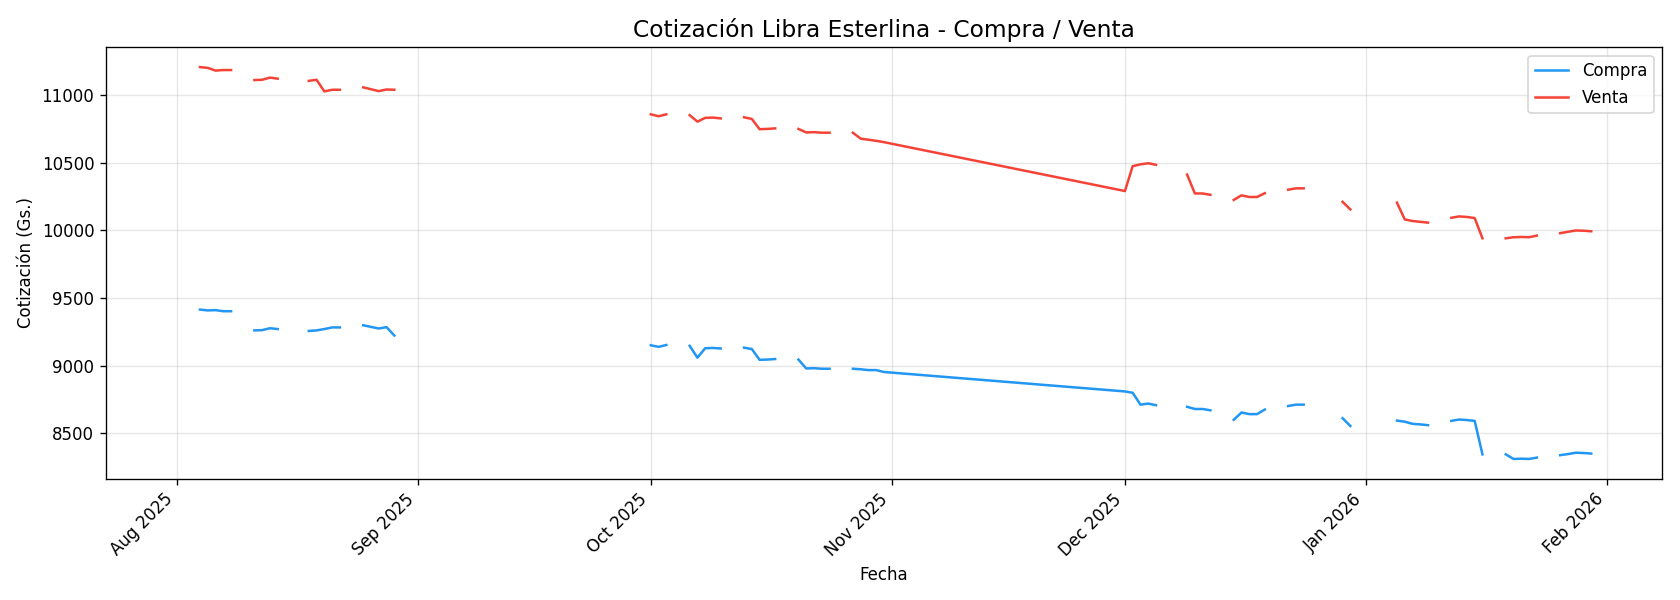 Cotización Libra Esterlina - Compra / Venta
Compra
Venta
Cotización (Gs.)
11000
10500
10000
9500
9000
8500
Aug 2025
Sep 2025
Oct 2025
Nov 2025
Dec 2025
Jan 2026
Feb 2026
Fecha